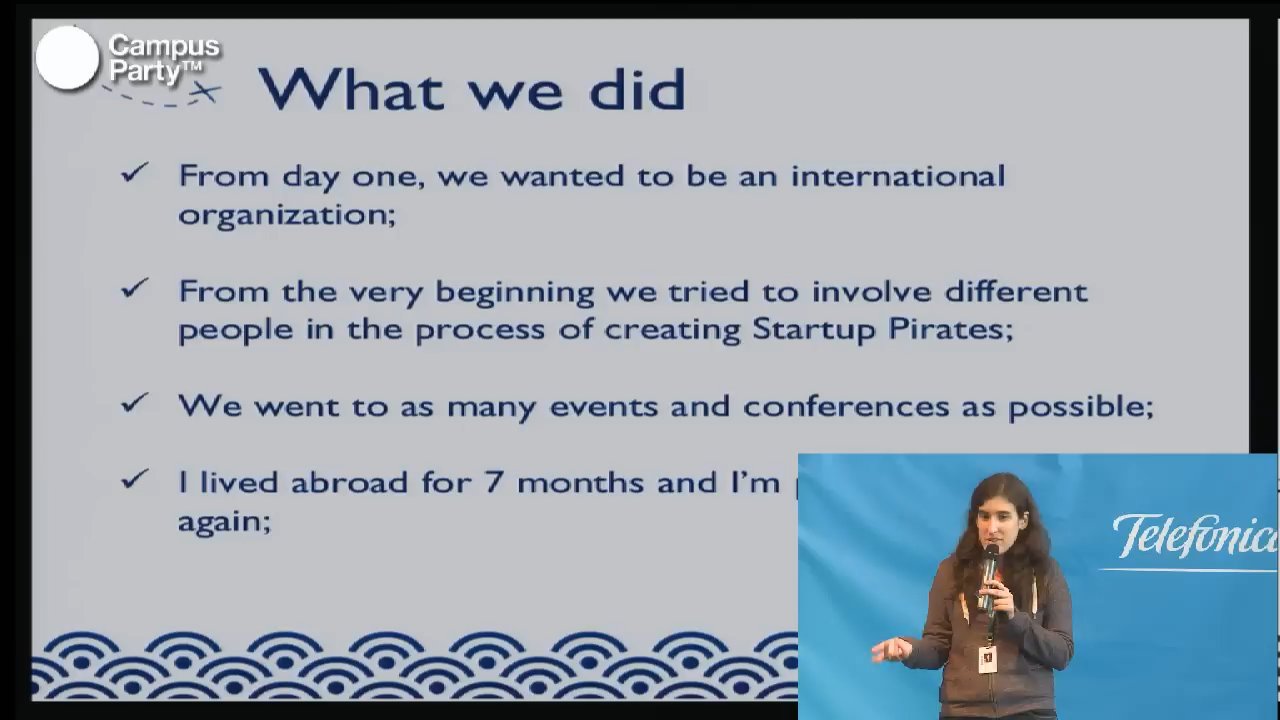 Campus
Party™
What we did
✓ From day one, we wanted to be an international
organization;
✓ From the very beginning we tried to involve different
people in the process of creating Startup Pirates;
✓ We went to as many events and conferences as possible;
✓ I lived abroad for 7 months and I'm
again;
Telefónica